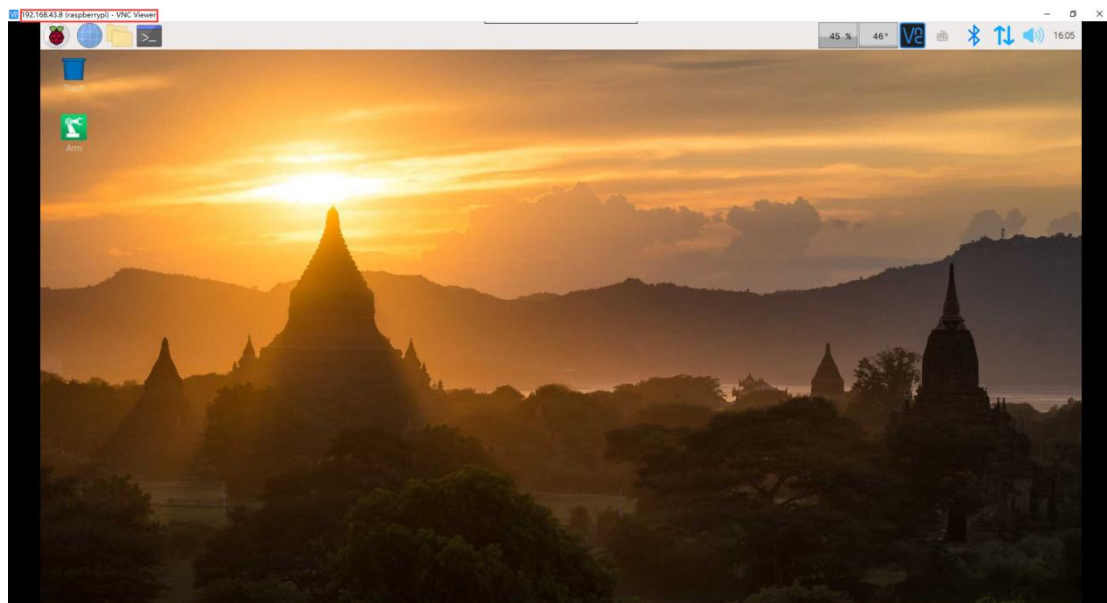 192.168.43.8 (raspberrypi) - VNC Viewer
>_
45 %
46°
16:05
Trash
Arm